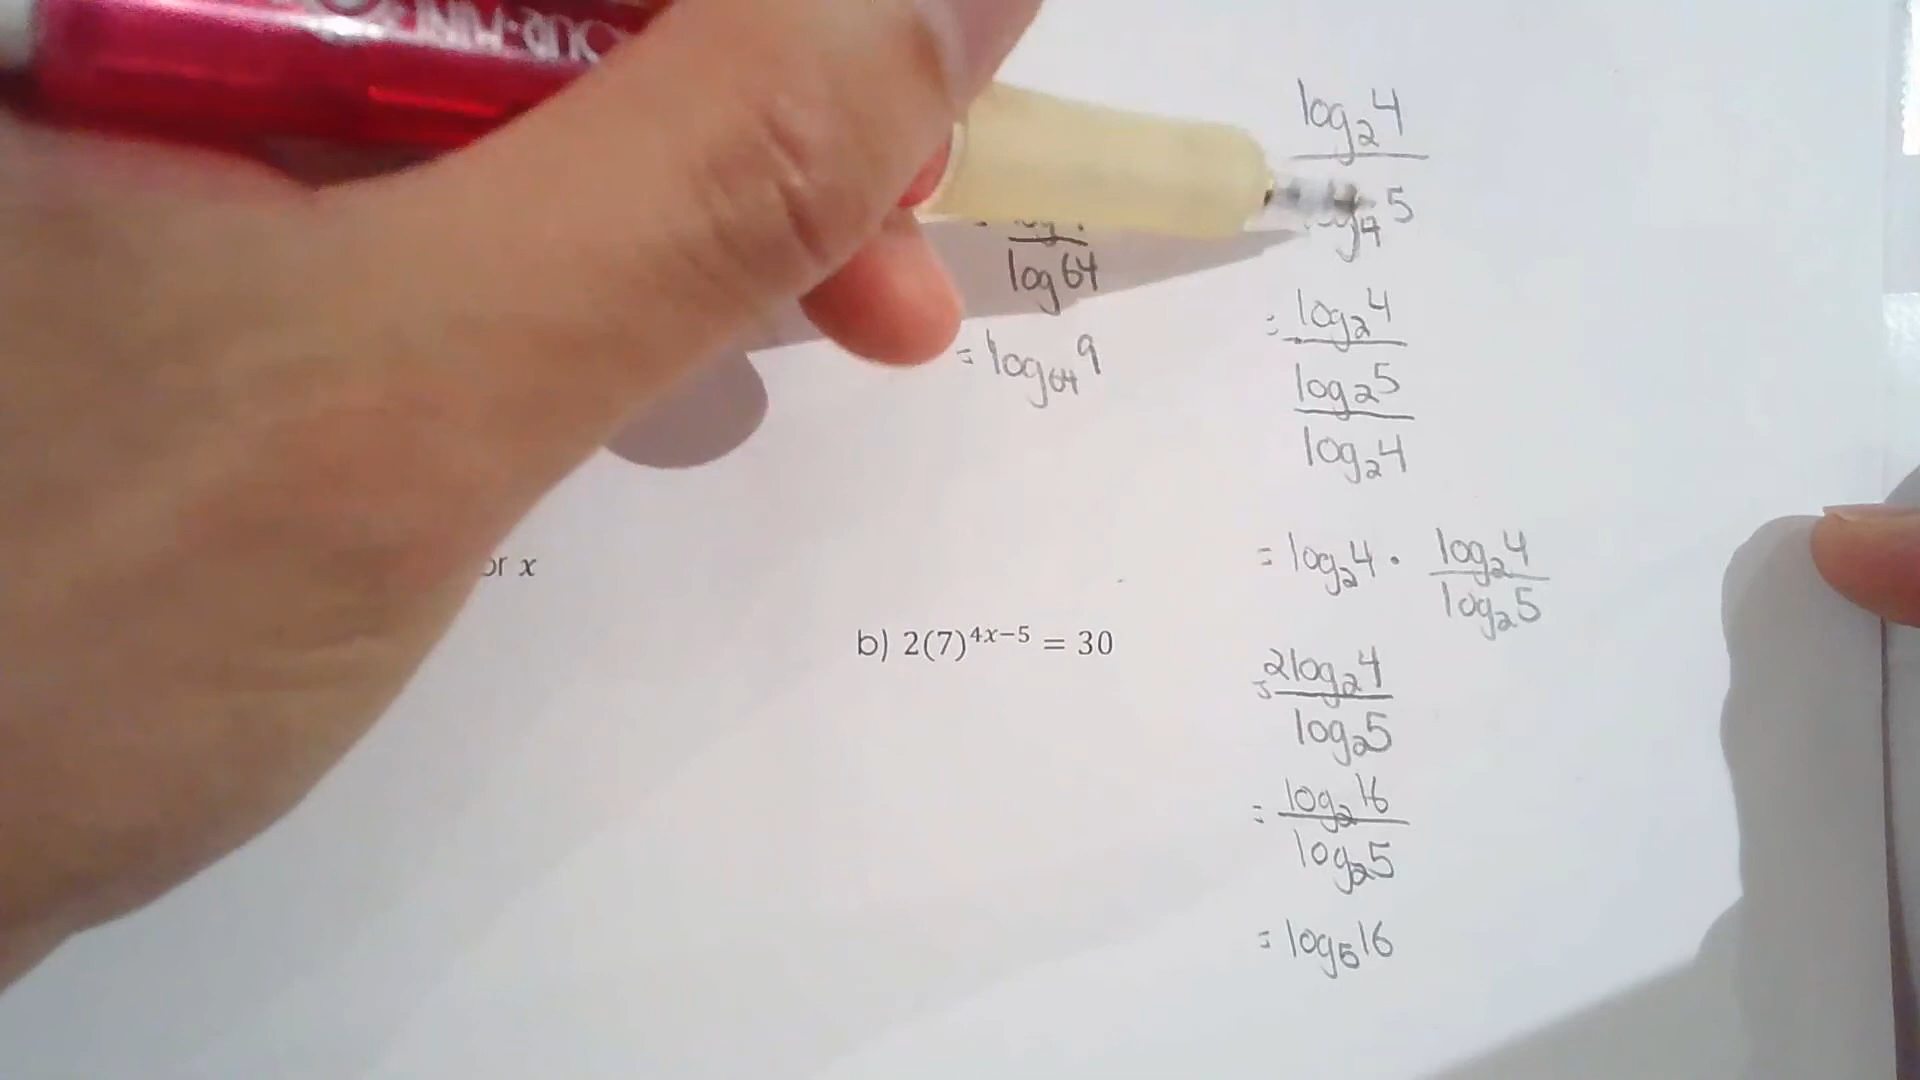 log₂4
log₄5
log64
= log₆₄9
= log₂4
log₂5
log₂4
= log₂4 · log₂4
log₂5
or x
b) 2(7)^{4x−5} = 30
= 2log₂4
log₂5
= log₂16
log₂5
= log₅16